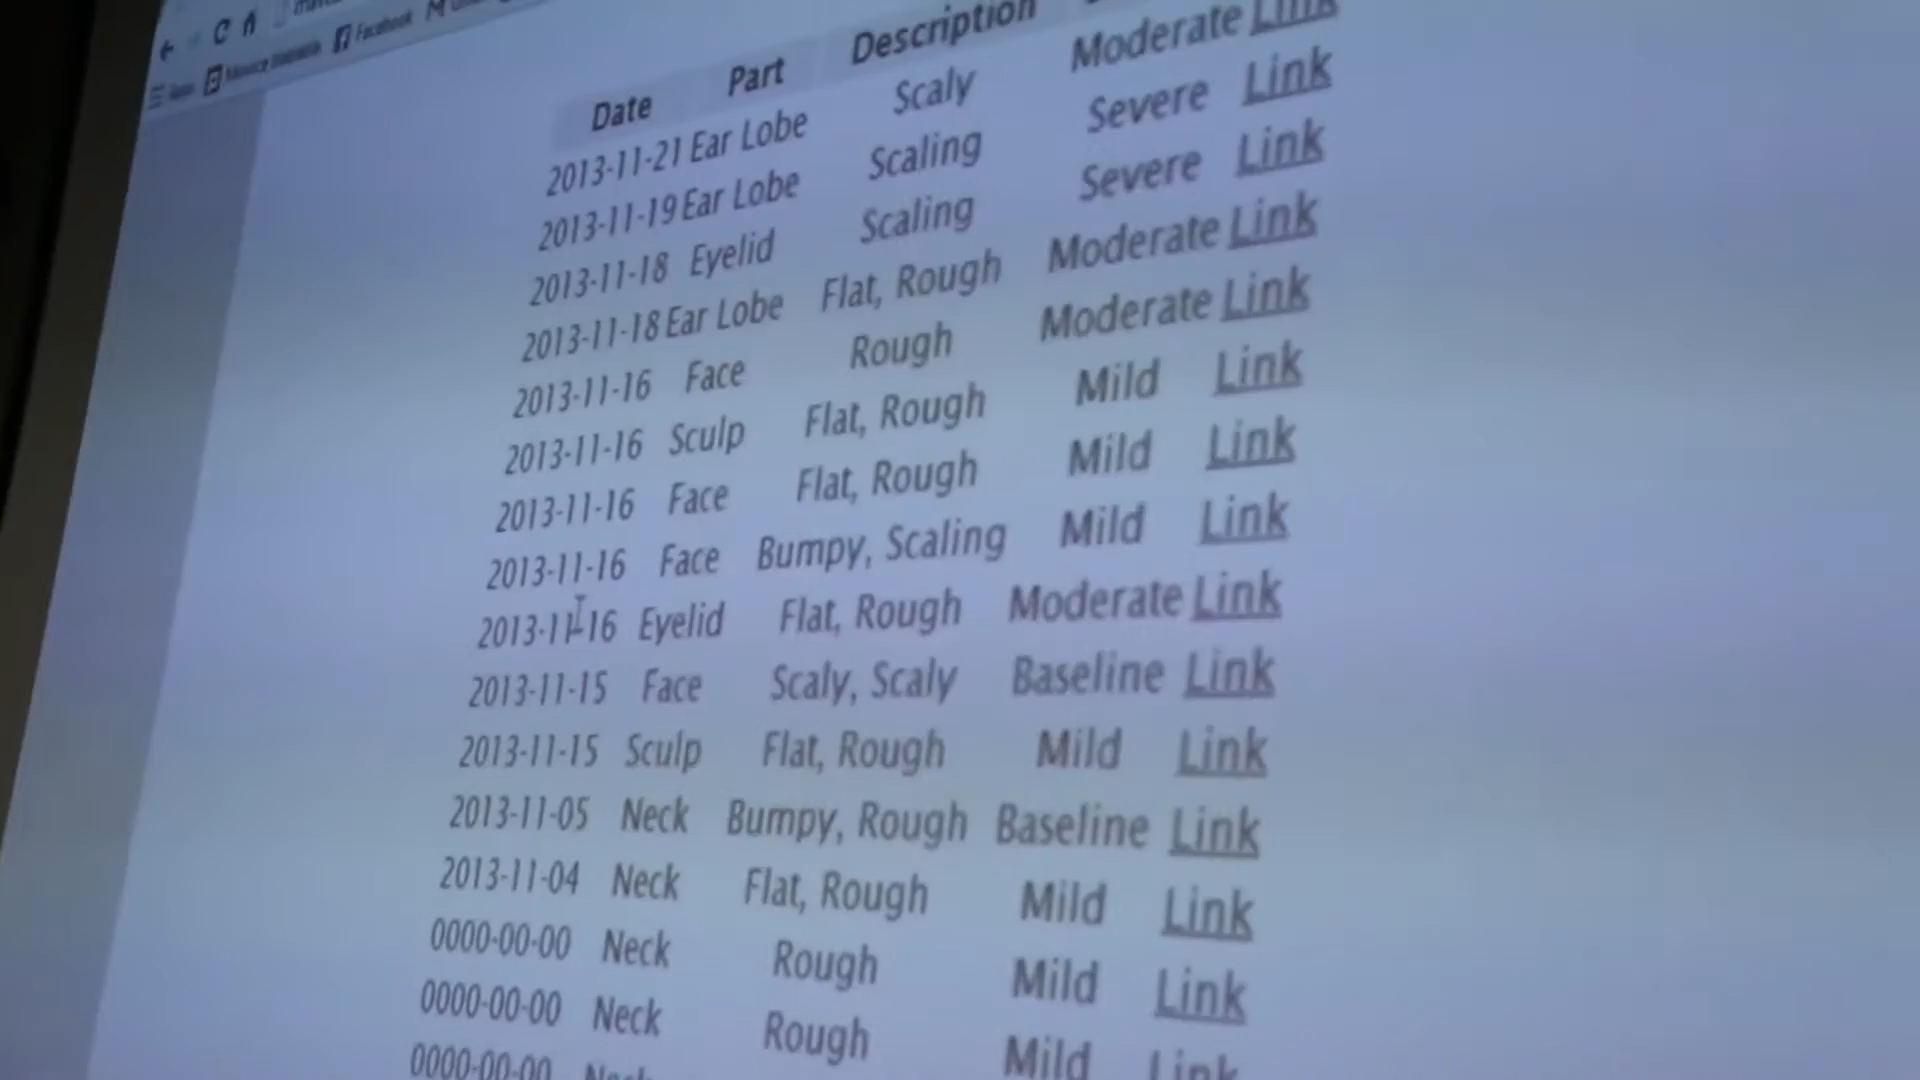 Facebook
Date Part Description
2013-11-21 Ear Lobe Scaly Moderate Link
2013-11-19 Ear Lobe Scaling Severe Link
2013-11-18 Eyelid Scaling Severe Link
2013-11-18 Ear Lobe Flat, Rough Moderate Link
2013-11-16 Face Rough Moderate Link
2013-11-16 Sculp Flat, Rough Mild Link
2013-11-16 Face Flat, Rough Mild Link
2013-11-16 Face Bumpy, Scaling Mild Link
2013-11-16 Eyelid Flat, Rough Moderate Link
2013-11-15 Face Scaly, Scaly Baseline Link
2013-11-15 Sculp Flat, Rough Mild Link
2013-11-05 Neck Bumpy, Rough Baseline Link
2013-11-04 Neck Flat, Rough Mild Link
0000-00-00 Neck Rough Mild Link
0000-00-00 Neck Rough Mild Link
0000-00-00 Neck